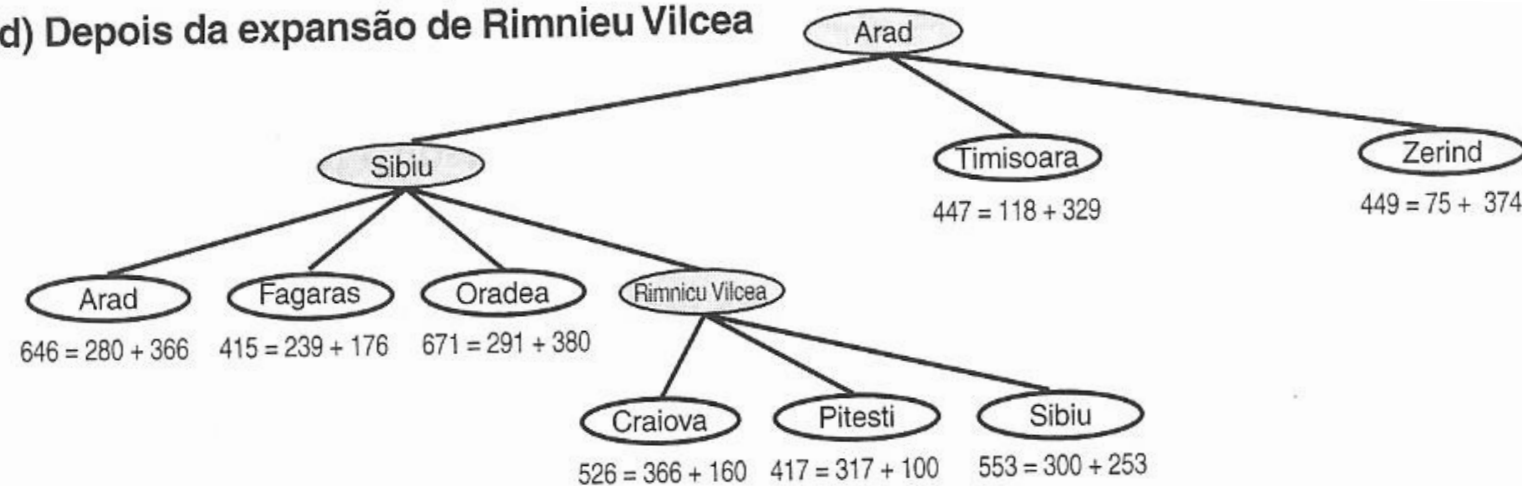 d) Depois da expansão de Rimnieu Vilcea
Arad
Sibiu
Timisoara
Zerind
447 = 118 + 329
449 = 75 + 374
Arad
Fagaras
Oradea
Rimnicu Vilcea
646 = 280 + 366
415 = 239 + 176
671 = 291 + 380
Craiova
Pitesti
Sibiu
526 = 366 + 160
417 = 317 + 100
553 = 300 + 253